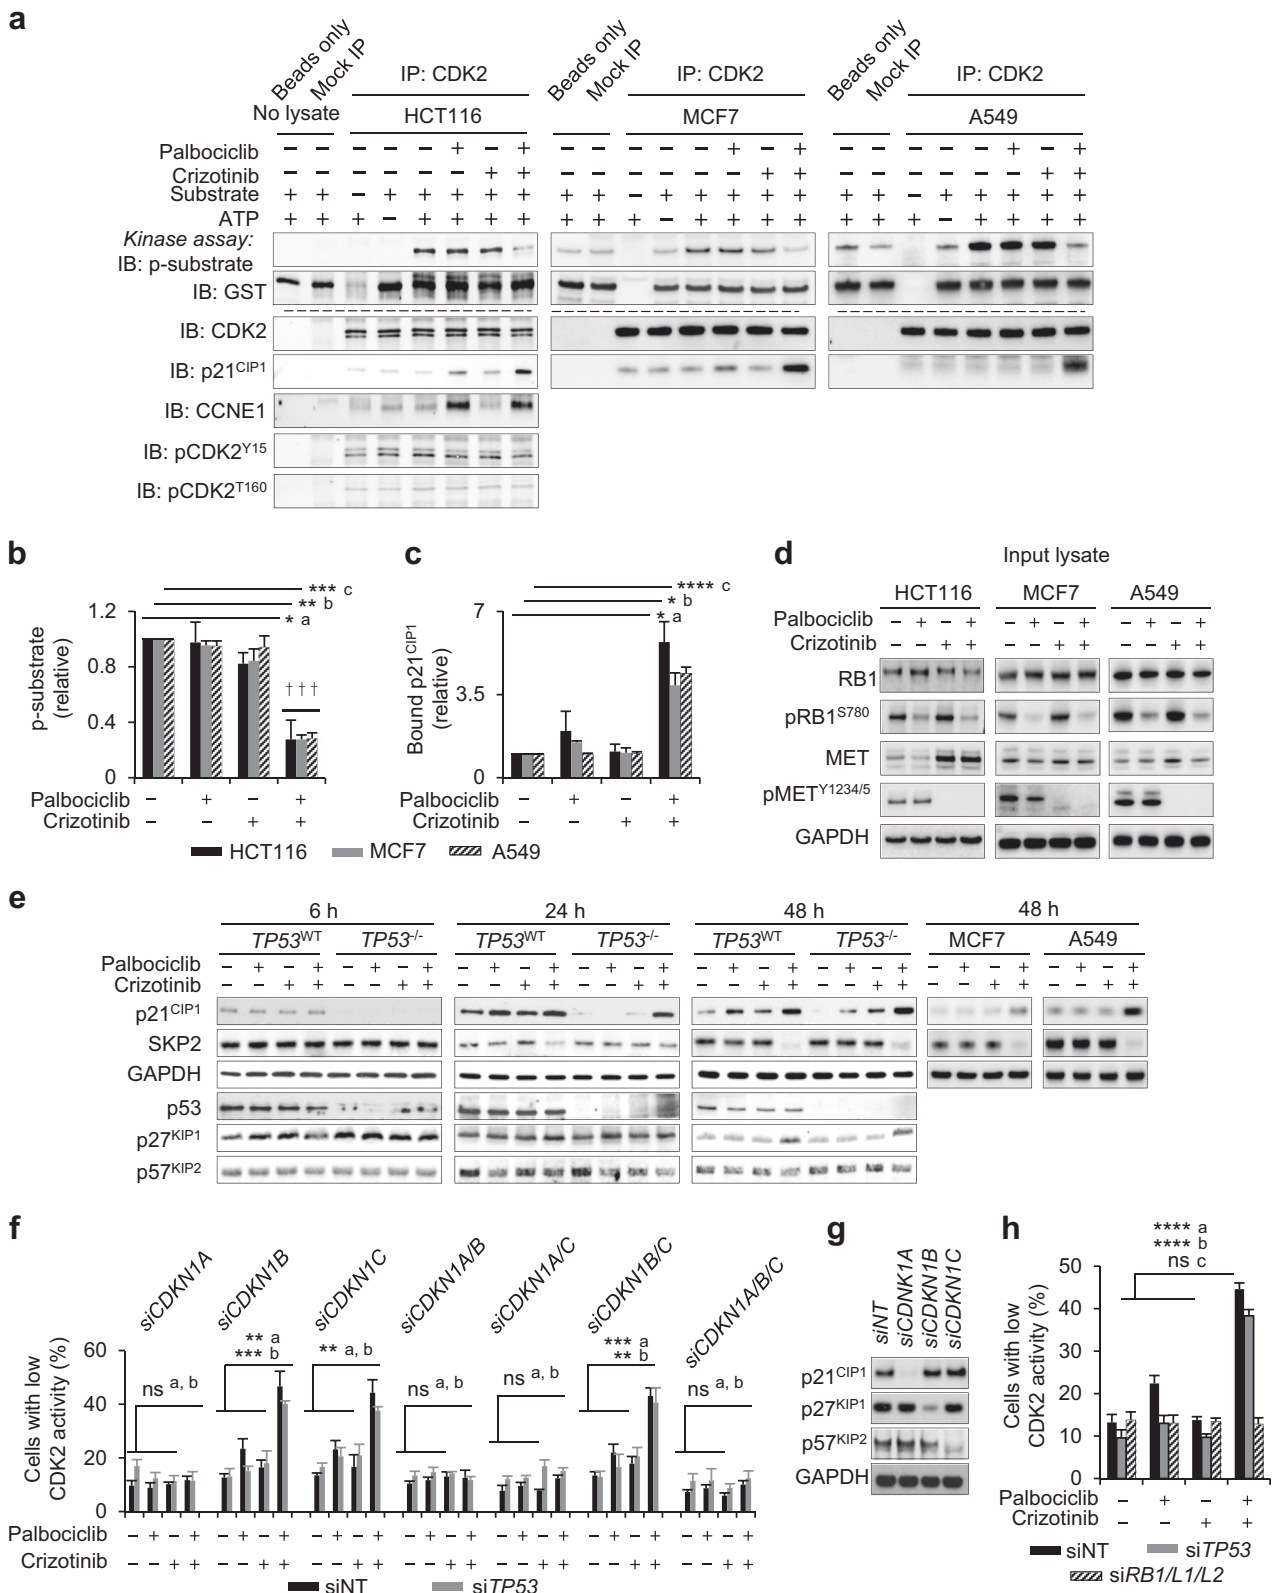 a
Beads only
Mock IP
No lysate
IP: CDK2
HCT116
Beads only
Mock IP
IP: CDK2
MCF7
Beads only
Mock IP
IP: CDK2
A549
Palbociclib − − − − − + − + − − − − − + − + − − − − − + − +
Crizotinib − − − − − − + + − − − − − − + + − − − − − − + +
Substrate + + − + + + + + + + − + + + + + + + − + + + + +
ATP + + + − + + + + + + + − + + + + + + + − + + + +
Kinase assay:
IB: p-substrate
IB: GST
IB: CDK2
IB: p21CIP1
IB: CCNE1
IB: pCDK2Y15
IB: pCDK2T160
b
*** c
** b
* a
p-substrate
(relative)
1.2
0.8
0.4
0
†††
Palbociclib − + − +
Crizotinib − − + +
c
**** c
* b
* a
Bound p21CIP1
(relative)
7
3.5
0
Palbociclib − + − +
Crizotinib − − + +
HCT116 MCF7 A549
d
Input lysate
HCT116 MCF7 A549
Palbociclib − + − + − + − + − + − +
Crizotinib − − + + − − + + − − + +
RB1
pRB1S780
MET
pMETY1234/5
GAPDH
e
6 h 24 h 48 h 48 h
TP53WT TP53-/- TP53WT TP53-/- TP53WT TP53-/- MCF7 A549
Palbociclib − + − + − + − + − + − + − + − + − + − + − + − + − + − + − + − +
Crizotinib − − + + − − + + − − + + − − + + − − + + − − + + − − + + − − + +
p21CIP1
SKP2
GAPDH
p53
p27KIP1
p57KIP2
f
siCDKN1A
siCDKN1B
siCDKN1C
siCDKN1A/B
siCDKN1A/C
siCDKN1B/C
siCDKN1A/B/C
Cells with low
CDK2 activity (%)
60
40
20
0
ns a, b
** a
*** b
** a, b
ns a, b
ns a, b
*** a
** b
ns a, b
Palbociclib − + − + − + − + − + − + − + − + − + − + − + − + − + − +
Crizotinib − − + + − − + + − − + + − − + + − − + + − − + + − − + +
siNT siTP53
g
siNT
siCDNK1A
siCDKN1B
siCDKN1C
p21CIP1
p27KIP1
p57KIP2
GAPDH
h
**** a
**** b
ns c
Cells with low
CDK2 activity (%)
50
40
30
20
10
0
Palbociclib − + − +
Crizotinib − − + +
siNT siTP53
siRB1/L1/L2